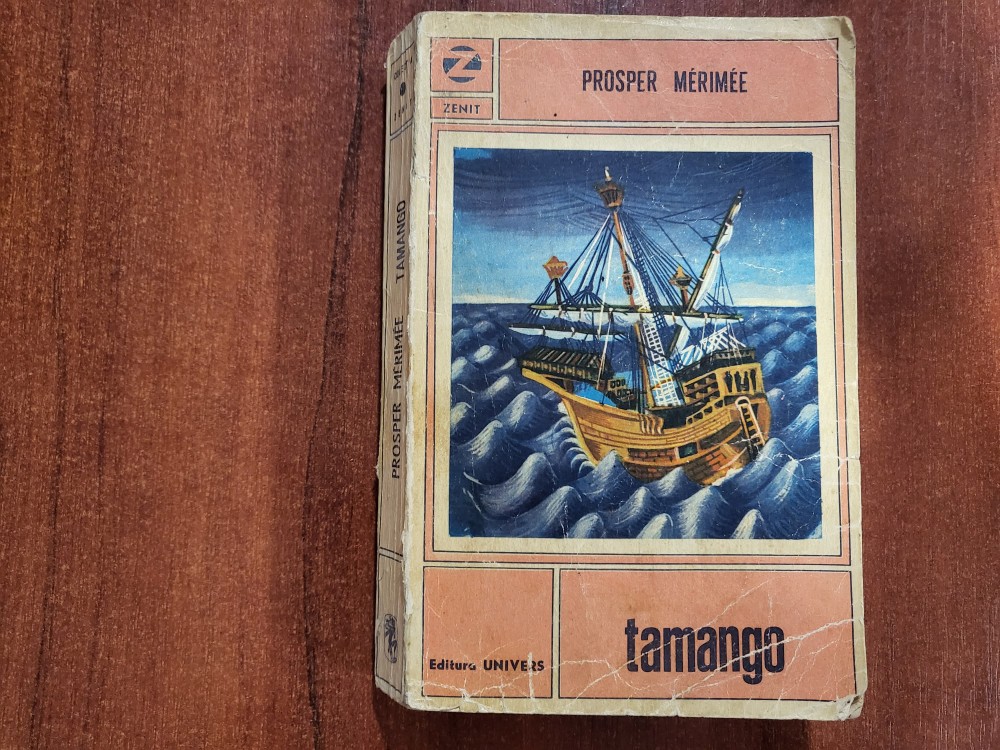 Z
ZENIT
PROSPER MÉRIMÉE
Editura UNIVERS
tamango
PROSPER MÉRIMÉE TAMANGO